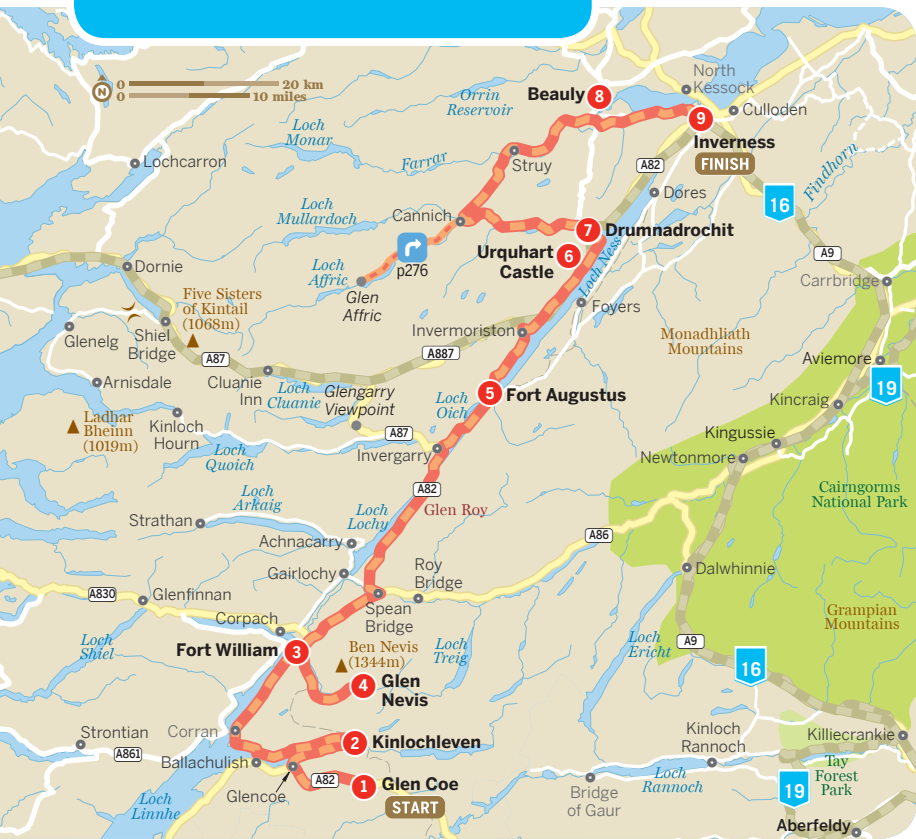 N
0 20 km
0 10 miles
North
Kessock
Beauly
8
Orrin
Reservoir
Culloden
9
Inverness
FINISH
Loch
Monar
Lochcarron
Farrar
Struy
A82
Findhorn
Dores
16
Loch
Mullardoch
Cannich
7
Drumnadrochit
Urquhart
Castle
6
A9
p276
Loch
Affric
Glen
Affric
Loch Ness
Dornie
Carrbridge
Five Sisters
of Kintail
(1068m)
Foyers
Glenelg
Shiel
Bridge
Invermoriston
Monadhliath
Mountains
A87
A887
Aviemore
Arnisdale
Cluanie
Inn
Loch
Cluanie
Glengarry
Viewpoint
Loch
Oich
5
Fort Augustus
19
Kincraig
Ladhar
Bheinn
(1019m)
Kinloch
Hourn
A87
Kingussie
Loch
Quoich
Invergarry
Newtonmore
A82
Cairngorms
National Park
Loch
Arkaig
Loch
Lochy
Glen Roy
Strathan
A86
Achnacarry
Gairlochy
Roy
Bridge
Dalwhinnie
A830
Glenfinnan
Spean
Bridge
Grampian
Mountains
Corpach
Loch
Shiel
Fort William
3
Ben Nevis
(1344m)
Loch
Treig
Loch
Ericht
A9
16
4
Glen
Nevis
Strontian
Corran
2
Kinlochleven
Kinloch
Rannoch
Killiecrankie
A861
Ballachulish
Glencoe
A82
1
Glen Coe
START
Loch
Linnhe
Bridge
of Gaur
Loch
Rannoch
19
Tay
Forest
Park
Aberfeldy